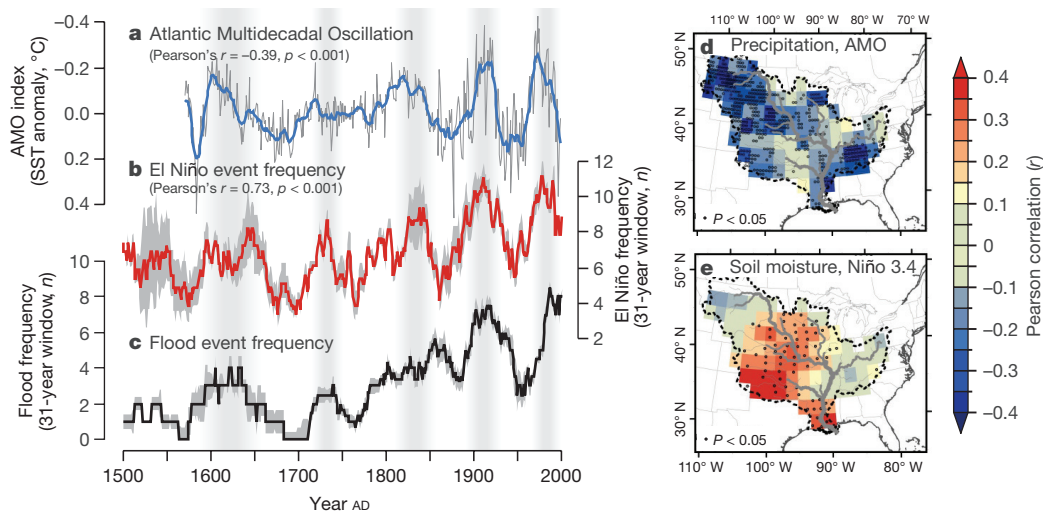 a Atlantic Multidecadal Oscillation
(Pearson's r = –0.39, p < 0.001)
AMO index
(SST anomaly, °C)
–0.4
–0.2
0.0
0.2
0.4
b El Niño event frequency
(Pearson's r = 0.73, p < 0.001)
El Niño frequency
(31-year window, n)
12
10
8
6
4
2
c Flood event frequency
Flood frequency
(31-year window, n)
10
8
6
4
2
0
1500
1600
1700
1800
1900
2000
Year AD
100° W
90° W
80° W
70° W
d Precipitation, AMO
50° N
40° N
30° N
• P < 0.05
e Soil moisture, Niño 3.4
50° N
40° N
30° N
• P < 0.05
110° W
100° W
90° W
80° W
0.4
0.3
0.2
0.1
0
–0.1
–0.2
–0.3
–0.4
Pearson correlation (r)